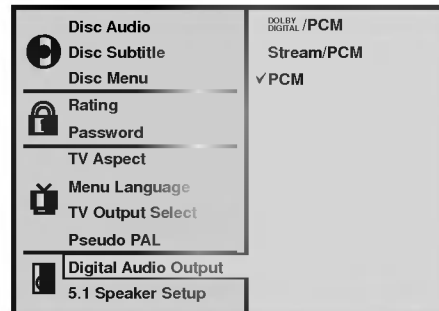 Disc Audio
Disc Subtitle
Disc Menu
Rating
Password
TV Aspect
Menu Language
TV Output Select
Pseudo PAL
Digital Audio Output
5.1 Speaker Setup
DOLBY DIGITAL /PCM
Stream/PCM
✓PCM